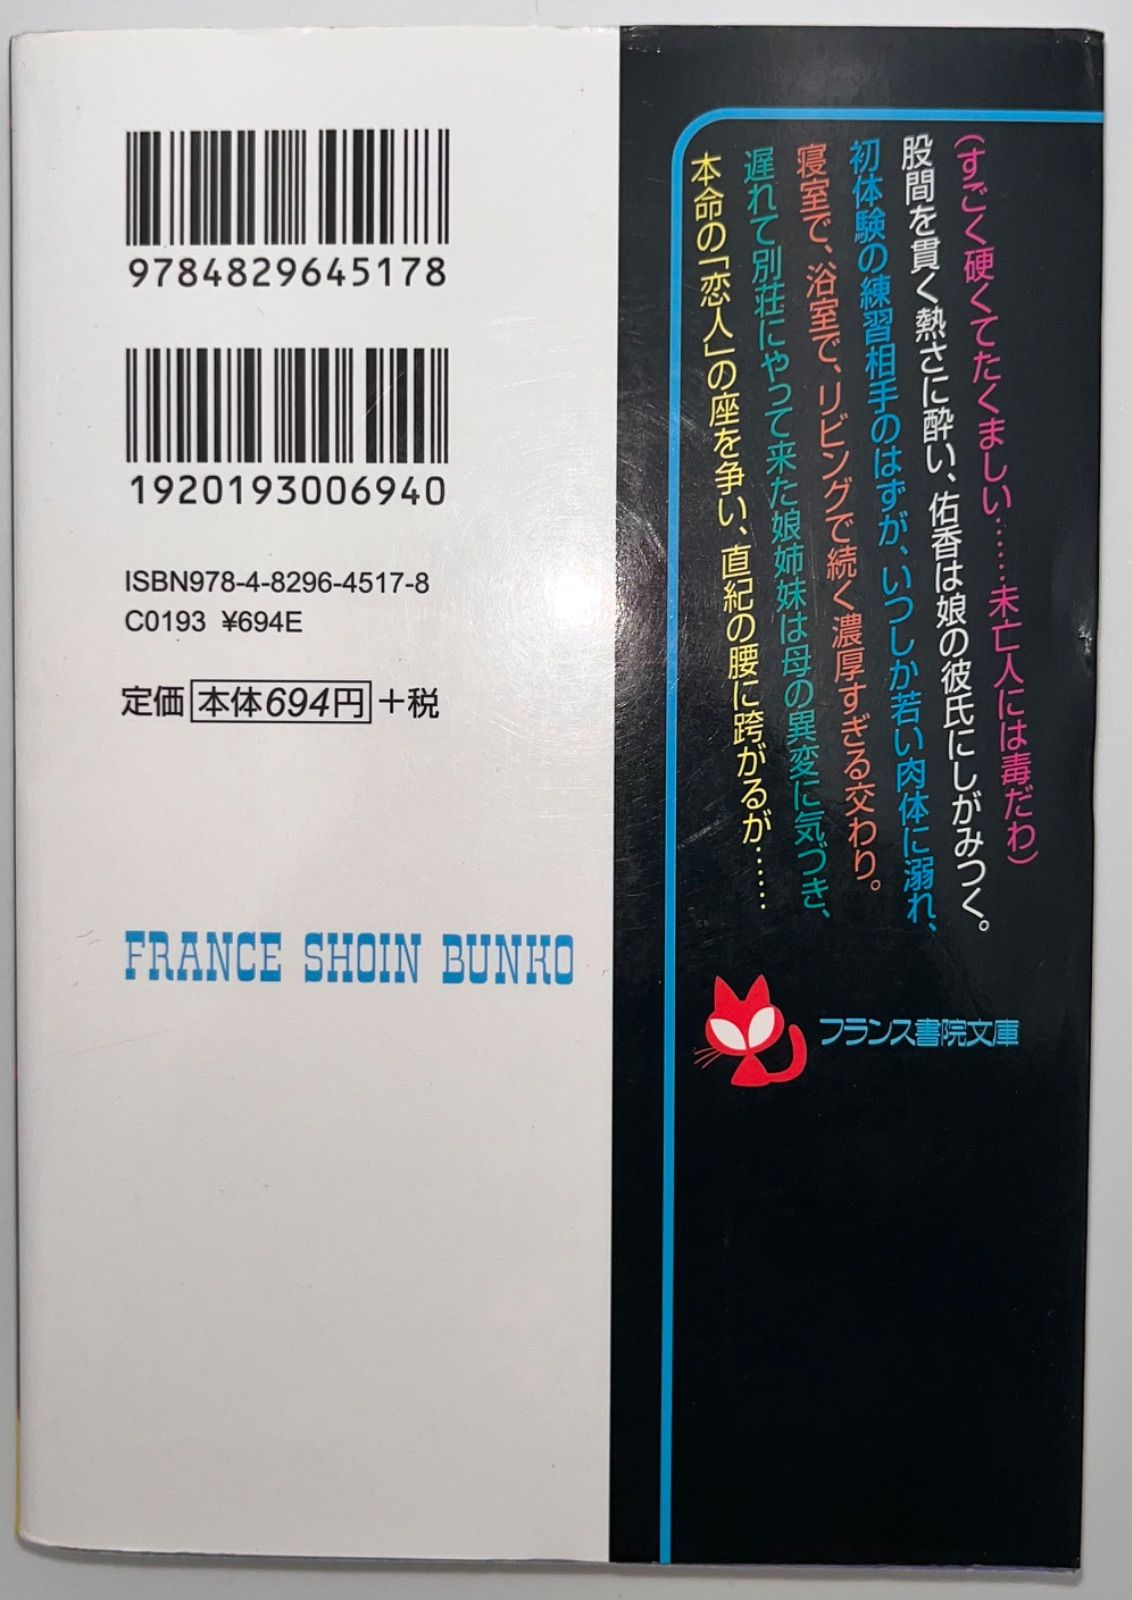 9784829645178
1920193006940
ISBN978-4-8296-4517-8
C0193 ¥694E
定価 本体694円 +税
FRANCE SHOIN BUNKO
(すごく硬くてたくましい……未亡人には毒だわ)
股間を貫く熱さに酔い、佑香は娘の彼氏にしがみつく。
初体験の練習相手のはずが、いつしか若い肉体に溺れ、
寝室で、浴室で、リビングで続く濃厚すぎる交わり。
遅れて別荘にやって来た娘姉妹は母の異変に気づき、
本命の「恋人」の座を争い、直紀の腰に跨がるが……
フランス書院文庫